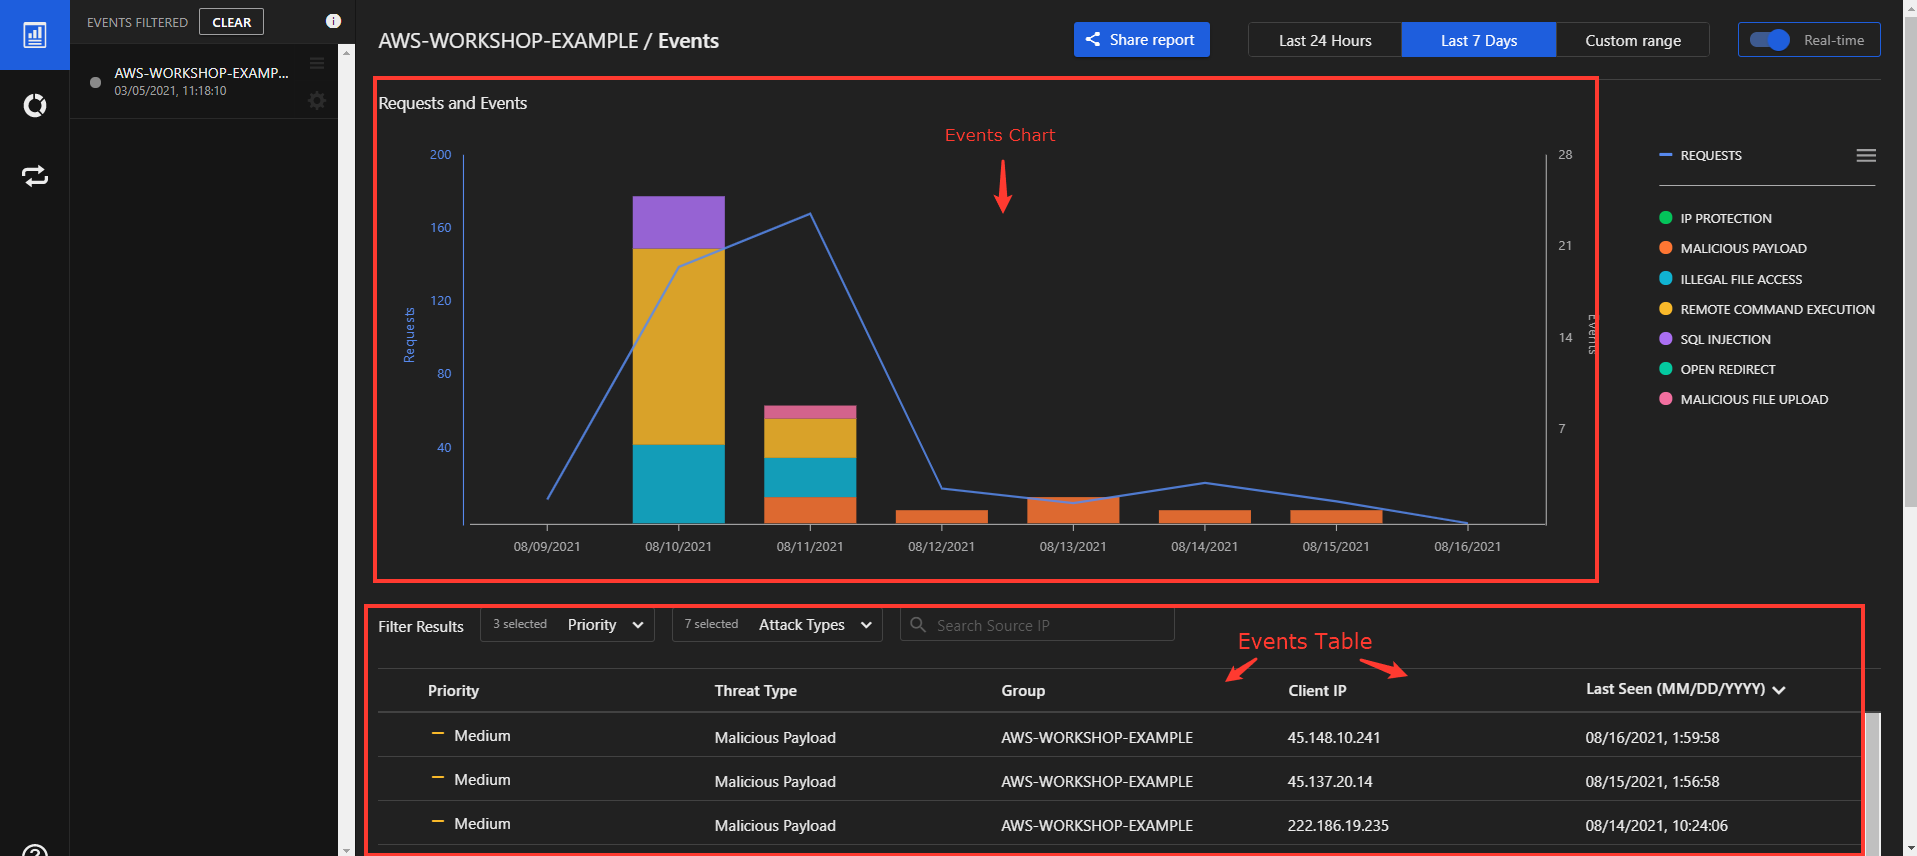 EVENTS FILTERED CLEAR
AWS-WORKSHOP-EXAMP...
03/05/2021, 11:18:10
AWS-WORKSHOP-EXAMPLE / Events
Share report
Last 24 Hours Last 7 Days Custom range
Real-time
Requests and Events
Events Chart
200
160
120
80
40
Requests
28
21
14
7
Events
08/09/2021 08/10/2021 08/11/2021 08/12/2021 08/13/2021 08/14/2021 08/15/2021 08/16/2021
REQUESTS
IP PROTECTION
MALICIOUS PAYLOAD
ILLEGAL FILE ACCESS
REMOTE COMMAND EXECUTION
SQL INJECTION
OPEN REDIRECT
MALICIOUS FILE UPLOAD
Filter Results 3 selected Priority 7 selected Attack Types Search Source IP
Events Table
Priority Threat Type Group Client IP Last Seen (MM/DD/YYYY)
Medium Malicious Payload AWS-WORKSHOP-EXAMPLE 45.148.10.241 08/16/2021, 1:59:58
Medium Malicious Payload AWS-WORKSHOP-EXAMPLE 45.137.20.14 08/15/2021, 1:56:58
Medium Malicious Payload AWS-WORKSHOP-EXAMPLE 222.186.19.235 08/14/2021, 10:24:06